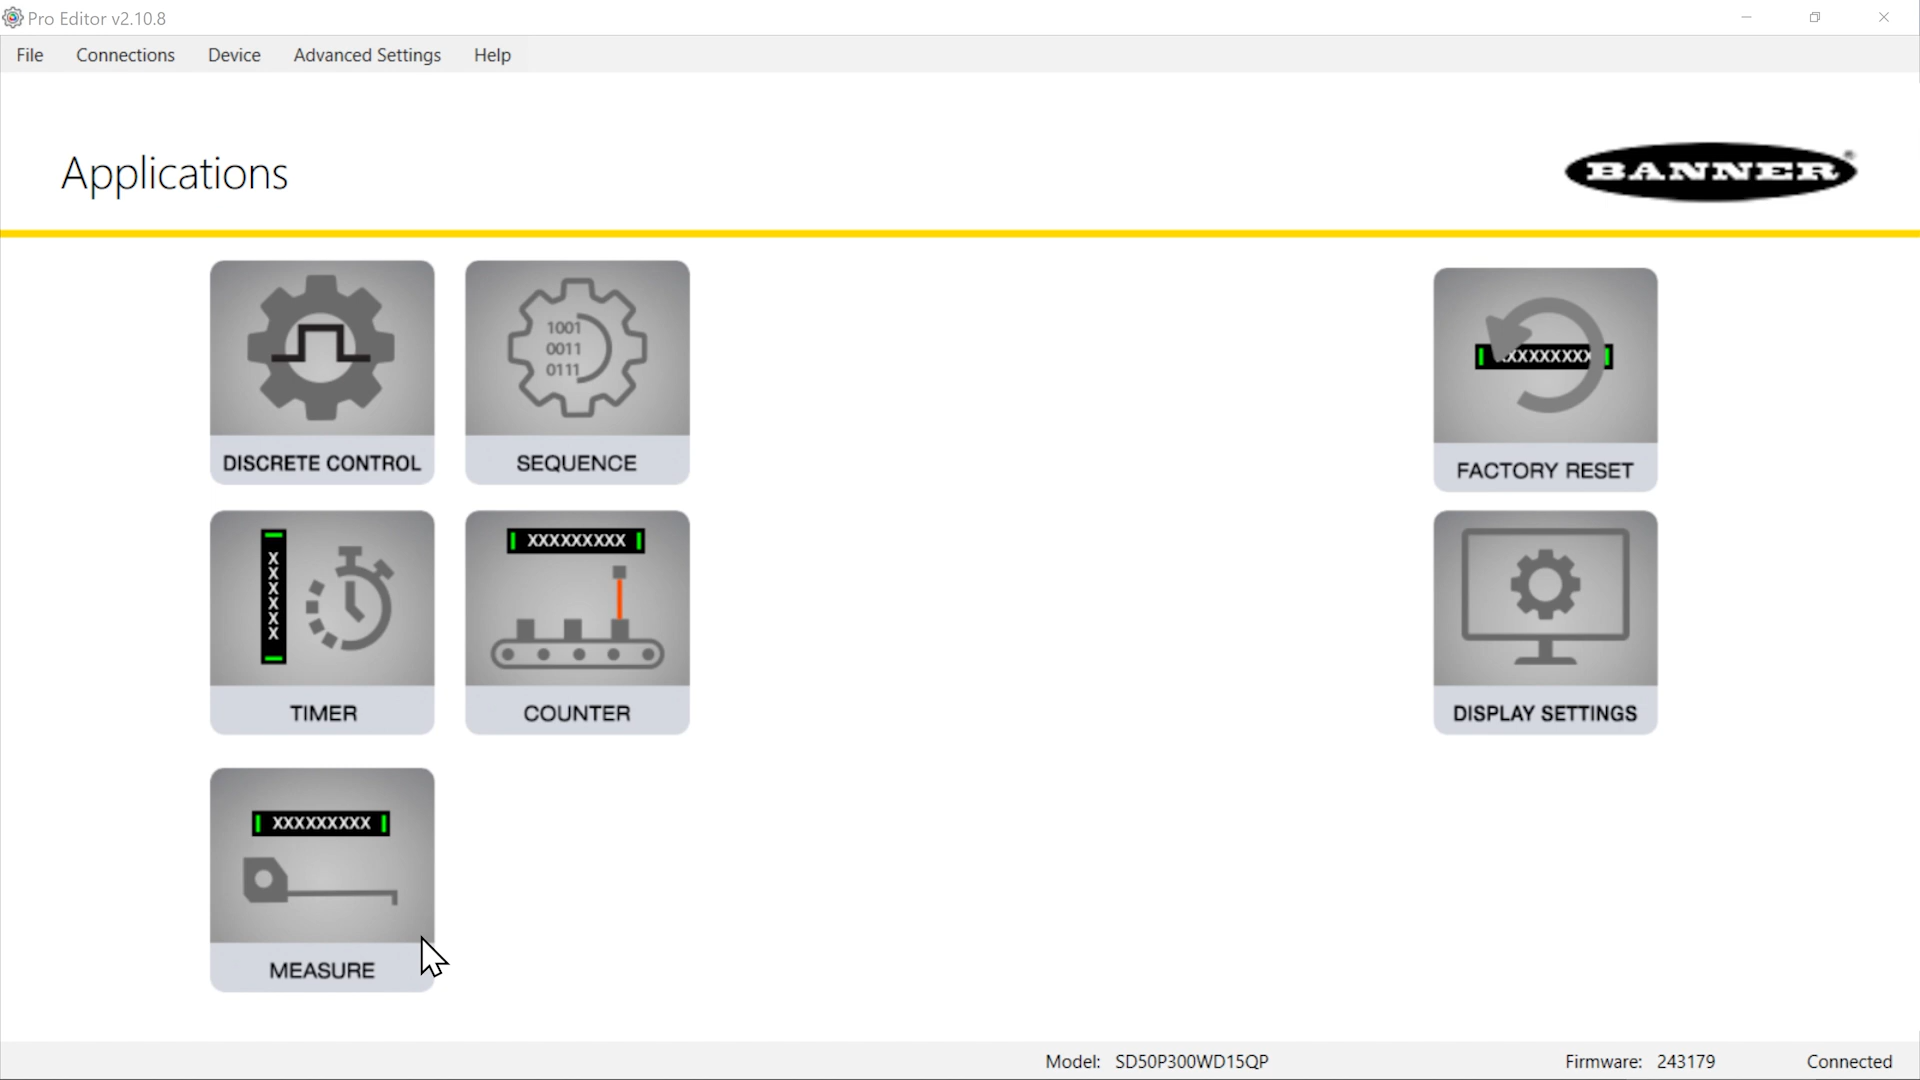 Pro Editor v2.10.8
File Connections Device Advanced Settings Help
Applications
BANNER®
1001
0011
0111
XXXXXXXXX
DISCRETE CONTROL SEQUENCE
FACTORY RESET
XXXXXX
XXXXXXXXX
TIMER COUNTER DISPLAY SETTINGS
XXXXXXXXX
MEASURE
Model: SD50P300WD15QP Firmware: 243179 Connected